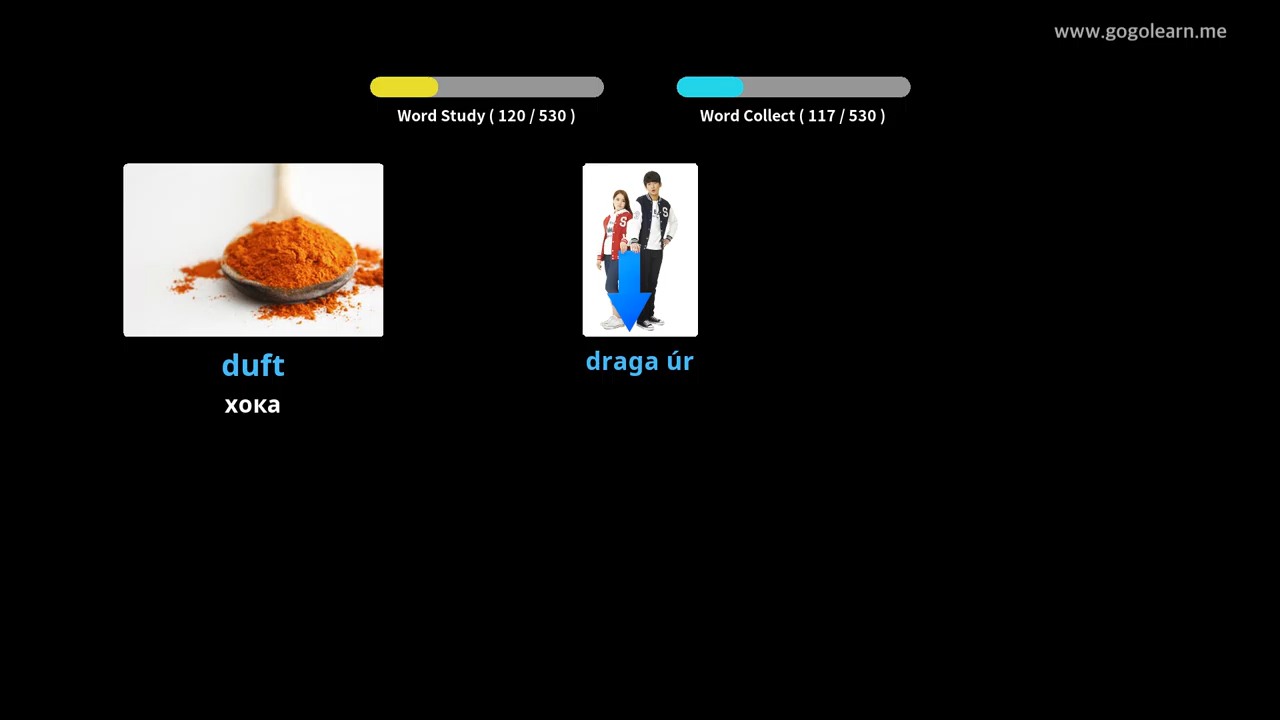 www.gogolearn.me
Word Study ( 120 / 530 )
Word Collect ( 117 / 530 )
duft
хока
draga úr